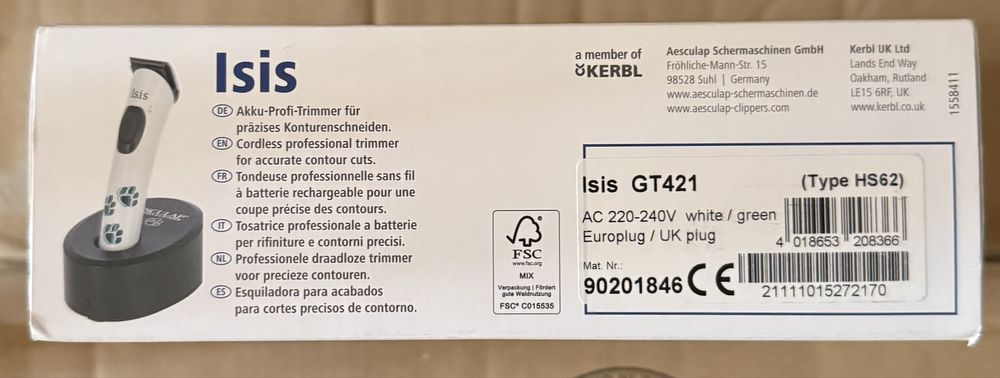 Isis
Isis
DE Akku-Profi-Trimmer für
präzises Konturenschneiden.
EN Cordless professional trimmer
for accurate contour cuts.
FR Tondeuse professionnelle sans fil
à batterie rechargeable pour une
coupe précise des contours.
IT Tosatrice professionale a batteria
per rifiniture e contorni precisi.
NL Professionele draadloze trimmer
voor precieze contouren.
ES Esquiladora para acabados
para cortes precisos de contorno.
a member of
KERBL
Aesculap Schermaschinen GmbH
Fröhliche-Mann-Str. 15
98528 Suhl | Germany
www.aesculap-schermaschinen.de
www.aesculap-clippers.com
Kerbl UK Ltd
Lands End Way
Oakham, Rutland
LE15 6RF, UK
www.kerbl.co.uk
1558411
FSC
www.fsc.org
MIX
Verpackung | Fördert
gute Waldnutzung
FSC® C015535
Isis GT421 (Type HS62)
AC 220-240V white / green
Europlug / UK plug
4 018653 208366
Mat. Nr.:
90201846 CE
21111015272170